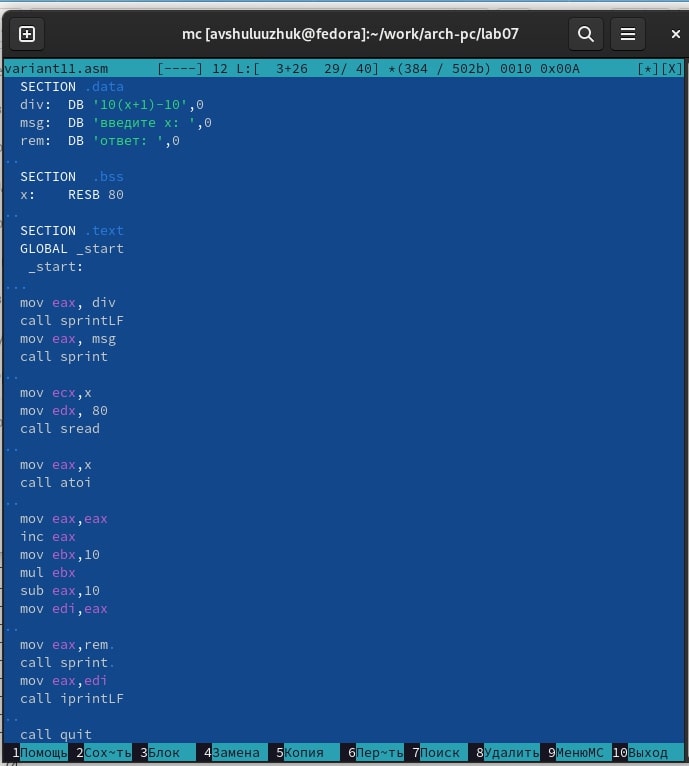 mc [avshuluuzhuk@fedora]:~/work/arch-pc/lab07
variant11.asm [----] 12 L:[ 3+26 29/ 40] *(384 / 502b) 0010 0x00A [*][X]
SECTION .data
div: DB '10(x+1)-10',0
msg: DB 'введите x: ',0
rem: DB 'ответ: ',0
..
SECTION .bss
x: RESB 80
..
SECTION .text
GLOBAL _start
_start:
...
mov eax, div
call sprintLF
mov eax, msg
call sprint
..
mov ecx,x
mov edx, 80
call sread
..
mov eax,x
call atoi
..
mov eax,eax
inc eax
mov ebx,10
mul ebx
sub eax,10
mov edi,eax
..
mov eax,rem.
call sprint.
mov eax,edi
call iprintLF
..
call quit
1Помощь 2Сох~ть 3Блок 4Замена 5Копия 6Пер~ть 7Поиск 8Удалить 9МенюMC 10Выход